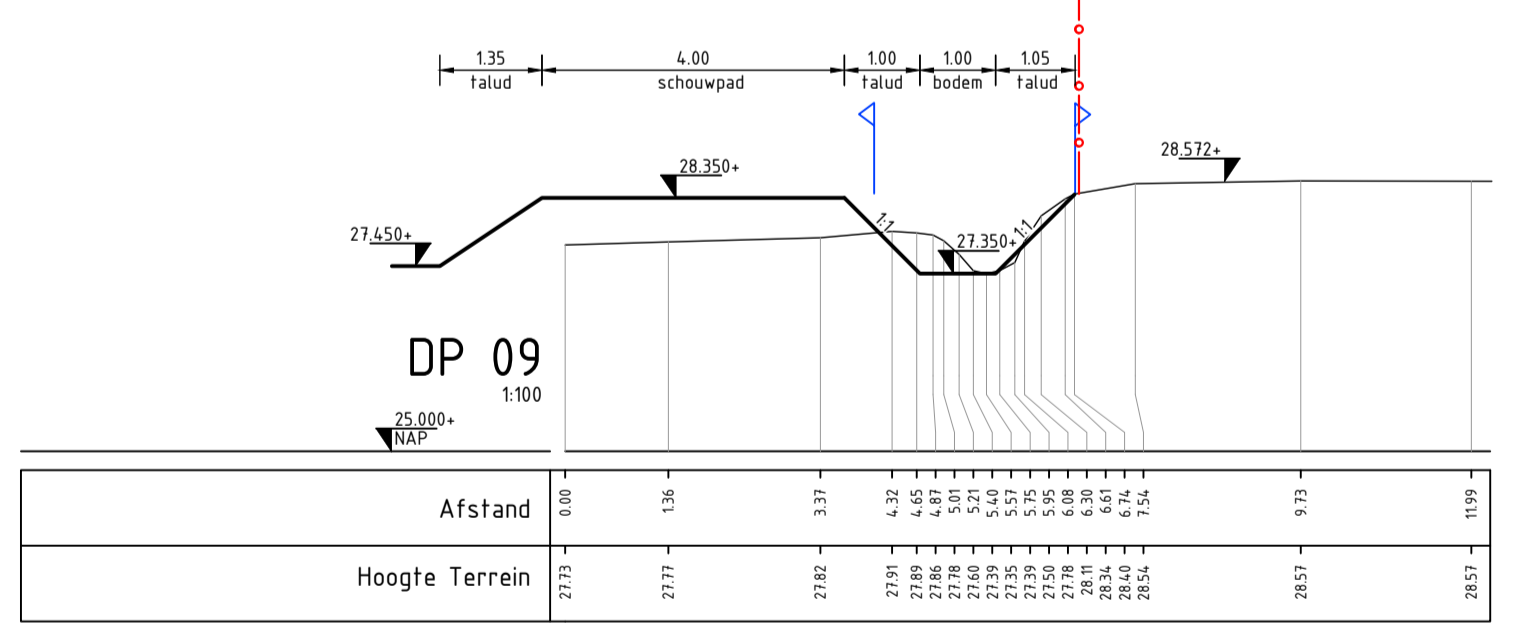 1.35 4.00 1.00 1.00 1.05
talud schouwpad talud bodem talud
28.572+
28.350+
27.450+
1:1
27.350+
1:1
DP 09
1:100
25.000+
NAP
Afstand 0.00 1.36 3.37 4.32 4.65 4.87 5.01 5.21 5.40 5.57 5.75 5.95 6.08 6.30 6.61 6.74 7.54 9.73 11.99
Hoogte Terrein 27.73 27.77 27.82 27.91 27.89 27.86 27.78 27.60 27.39 27.35 27.39 27.50 27.78 28.11 28.34 28.40 28.54 28.57 28.57